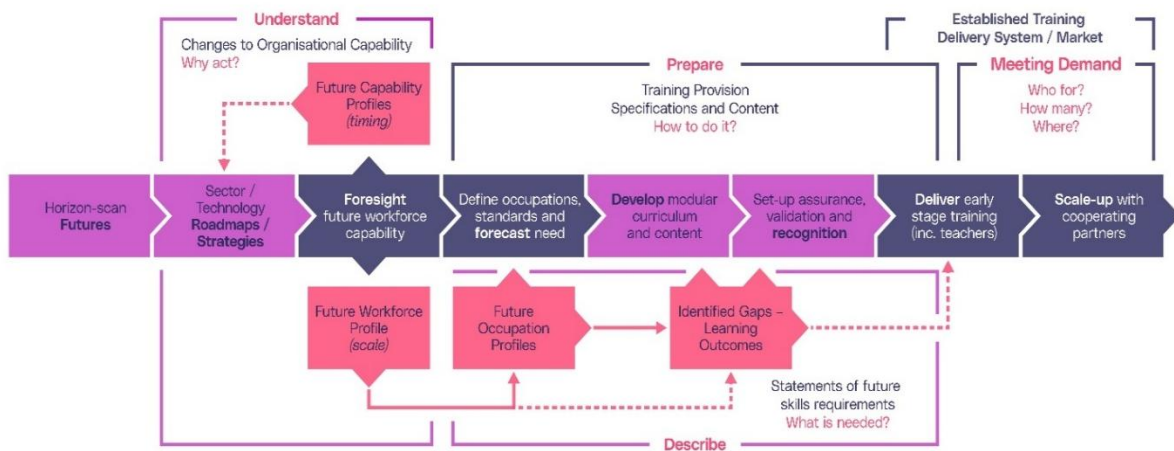 Understand
Changes to Organisational Capability
Why act?
Future Capability
Profiles
(timing)
Prepare
Training Provision
Specifications and Content
How to do it?
Established Training
Delivery System / Market
Meeting Demand
Who for?
How many?
Where?
Horizon-scan
Futures
Sector /
Technology
Roadmaps /
Strategies
Foresight
future workforce
capability
Define occupations,
standards and
forecast need
Develop modular
curriculum
and content
Set-up assurance,
validation and
recognition
Deliver early
stage training
(inc. teachers)
Scale-up with
cooperating
partners
Future Workforce
Profile
(scale)
Future
Occupation
Profiles
Identified Gaps –
Learning
Outcomes
Statements of future
skills requirements
What is needed?
Describe